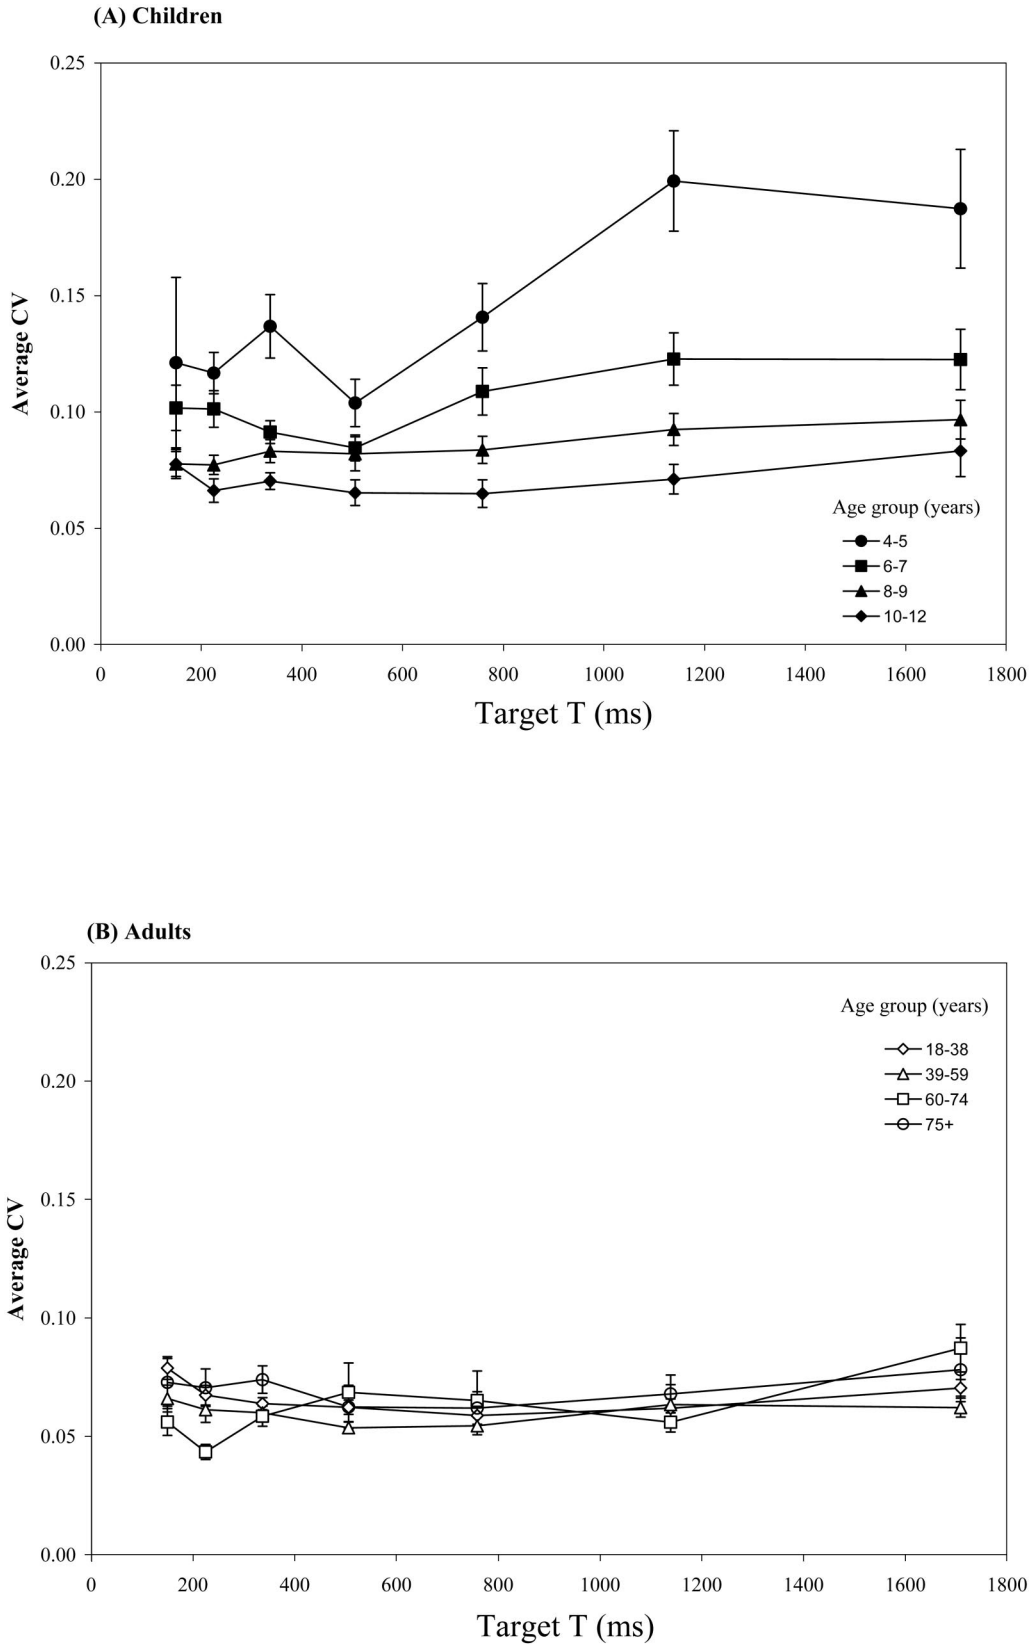 (A) Children
0.25
0.20
0.15
0.10
0.05
0.00
Average CV
0 200 400 600 800 1000 1200 1400 1600 1800
Target T (ms)
Age group (years)
4-5
6-7
8-9
10-12
(B) Adults
0.25
0.20
0.15
0.10
0.05
0.00
Average CV
0 200 400 600 800 1000 1200 1400 1600 1800
Target T (ms)
Age group (years)
18-38
39-59
60-74
75+